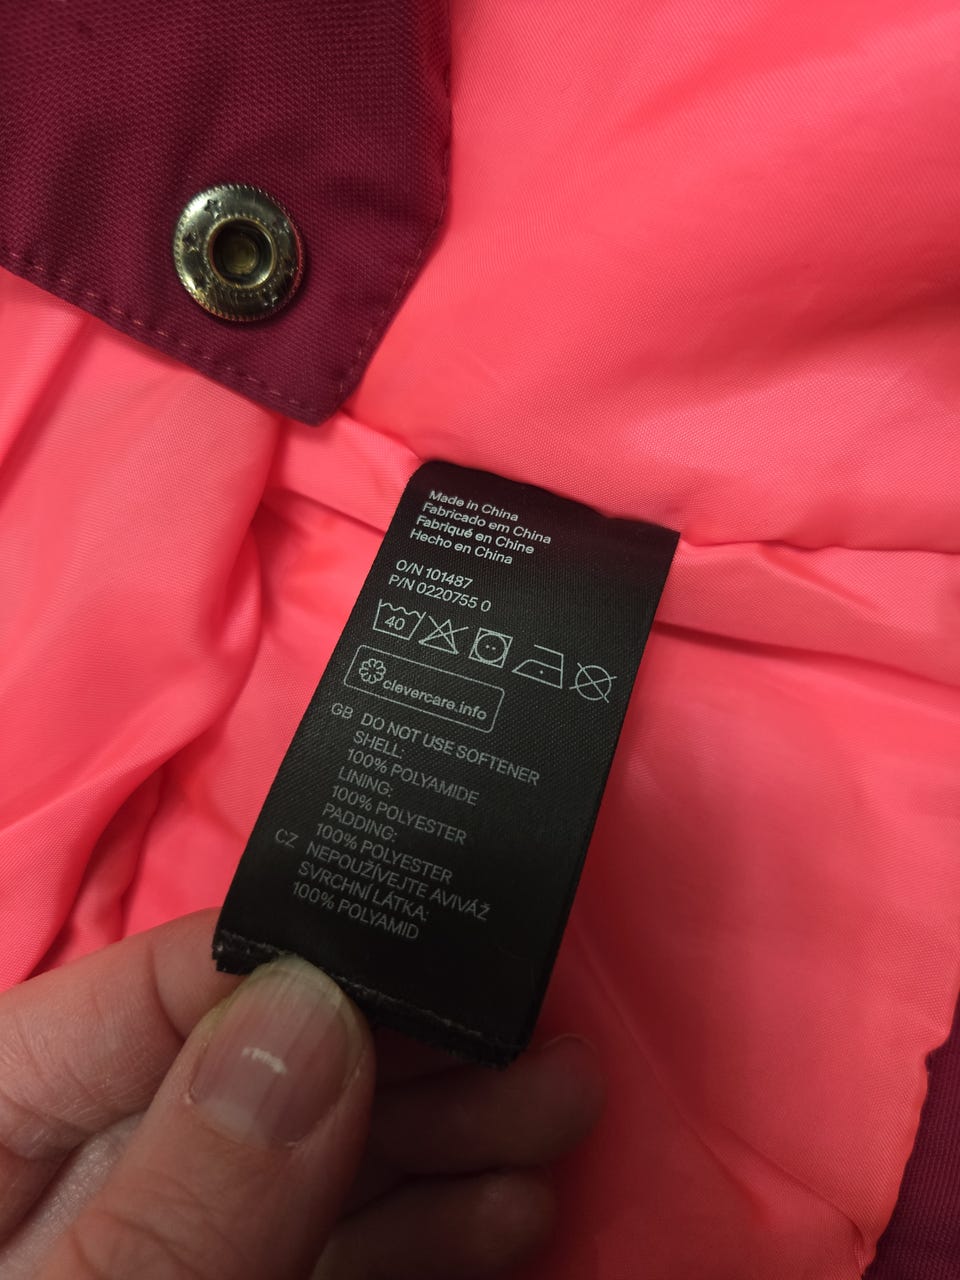 Made in China
Fabricado em China
Fabriqué en Chine
Hecho en China
O/N 101487
P/N 0220755 0
40
clevercare.info
GB DO NOT USE SOFTENER
SHELL:
100% POLYAMIDE
LINING:
100% POLYESTER
PADDING:
100% POLYESTER
CZ NEPOUŽÍVEJTE AVIVÁŽ
SVRCHNÍ LÁTKA:
100% POLYAMID